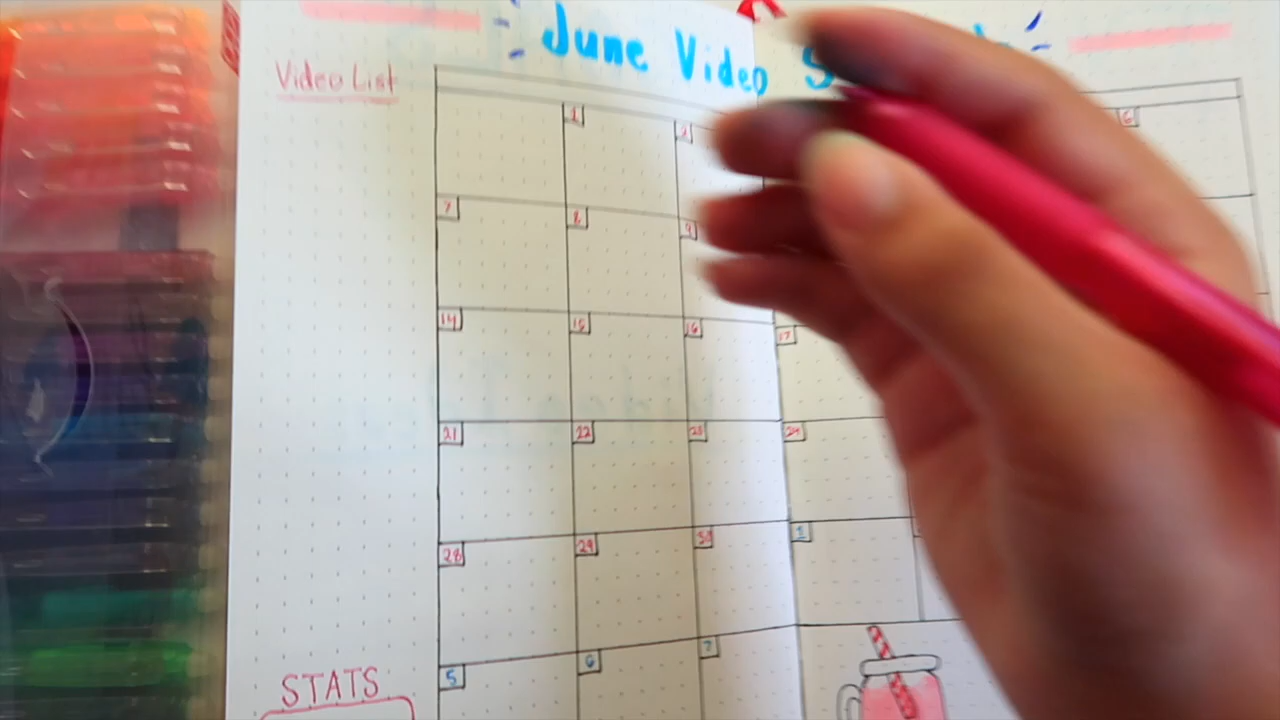 June Video
Video List
1 2 6
7 8 9
14 15 16 17
21 22 23 24
28 29 30 1
5 6 7
STATS